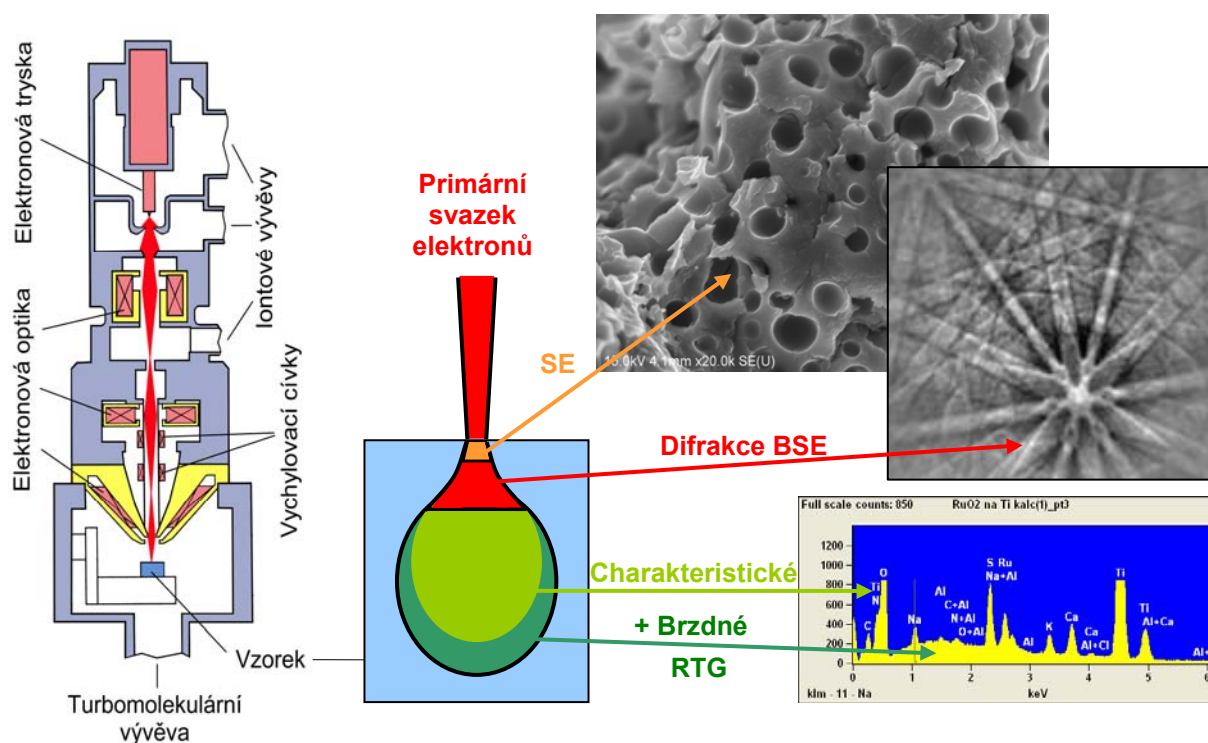 Elektronová tryska
Iontové vývěvy
Elektronová optika
Vychylovací cívky
Vzorek
Turbomolekulární
vývěva
Primární
svazek
elektronů
SE
15.0kV 4.1mm x20.0k SE(U)
Difrakce BSE
Charakteristické
+ Brzdné
RTG
Full scale counts: 850 RuO2 na Ti kalc(1)_pt3
1200
1000
800
600
400
200
0
O
Ti
N
C
Na
Al
C+Al
N+Al
O+Al
S Ru
Na+Al
Al
K
Ca
Ca
Al+Cl
Ti
Ti
Al+Ca
Al+
0 1 2 3 4 5 6
klm - 11 - Na keV